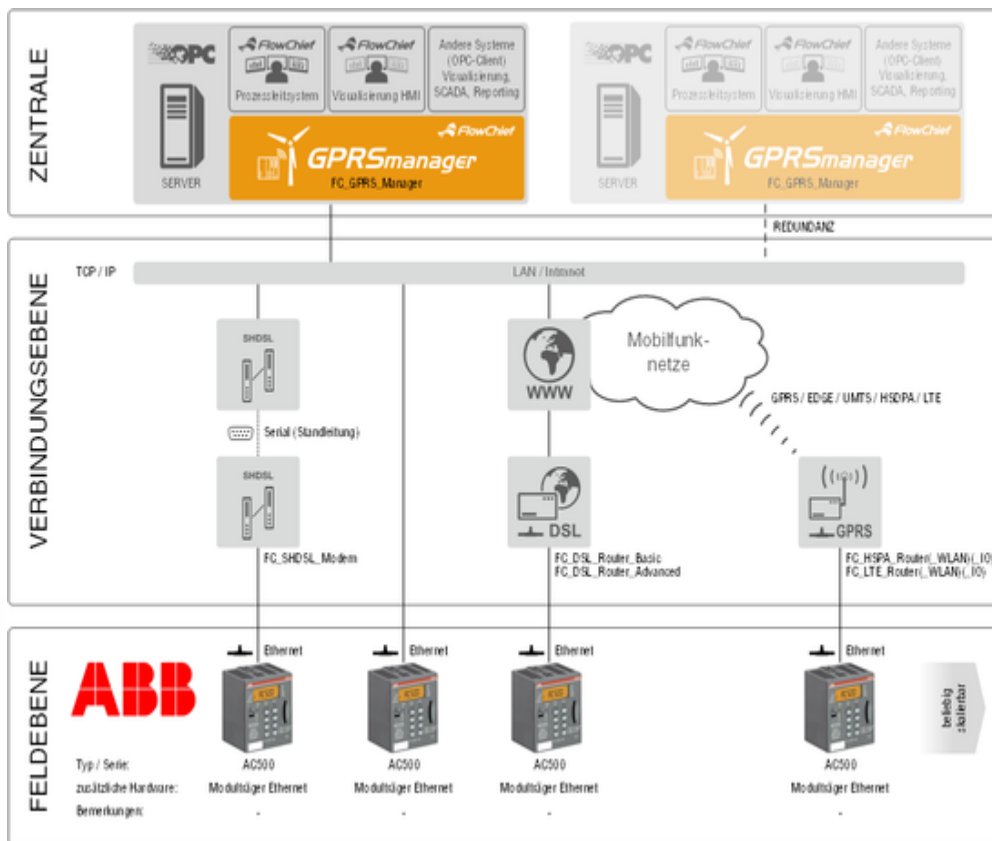 ZENTRALE
OPC
SERVER
FlowChief
Prozessleitsystem
FlowChief
Visualisierung HMI
Andere Systeme
(OPC-Client)
Visualisierung,
SCADA, Reporting
FlowChief
GPRSmanager
FC_GPRS_Manager
OPC
SERVER
FlowChief
Prozessleitsystem
FlowChief
Visualisierung HMI
Andere Systeme
(OPC-Client)
Visualisierung,
SCADA, Reporting
FlowChief
GPRSmanager
FC_GPRS_Manager
REDUNDANZ
VERBINDUNGSEBENE
TCP / IP
LAN / Intranet
SHDSL
Serial (Standleitung)
SHDSL
FC_SHDSL_Modem
WWW
Mobilfunk-
netze
GPRS / EDGE / UMTS / HSDPA / LTE
DSL
FC_DSL_Router_Basic
FC_DSL_Router_Advanced
GPRS
FC_HSPA_Router(_WLAN)(_IO)
FC_LTE_Router(_WLAN)(_IO)
FELDEBENE
ABB
Ethernet
Ethernet
Ethernet
Ethernet
AC500
AC500
AC500
AC500
beliebig
skalierbar
Typ / Serie: AC500 AC500 AC500 AC500
zusätzliche Hardware: Modulträger Ethernet Modulträger Ethernet Modulträger Ethernet Modulträger Ethernet
Bemerkungen: - - - -